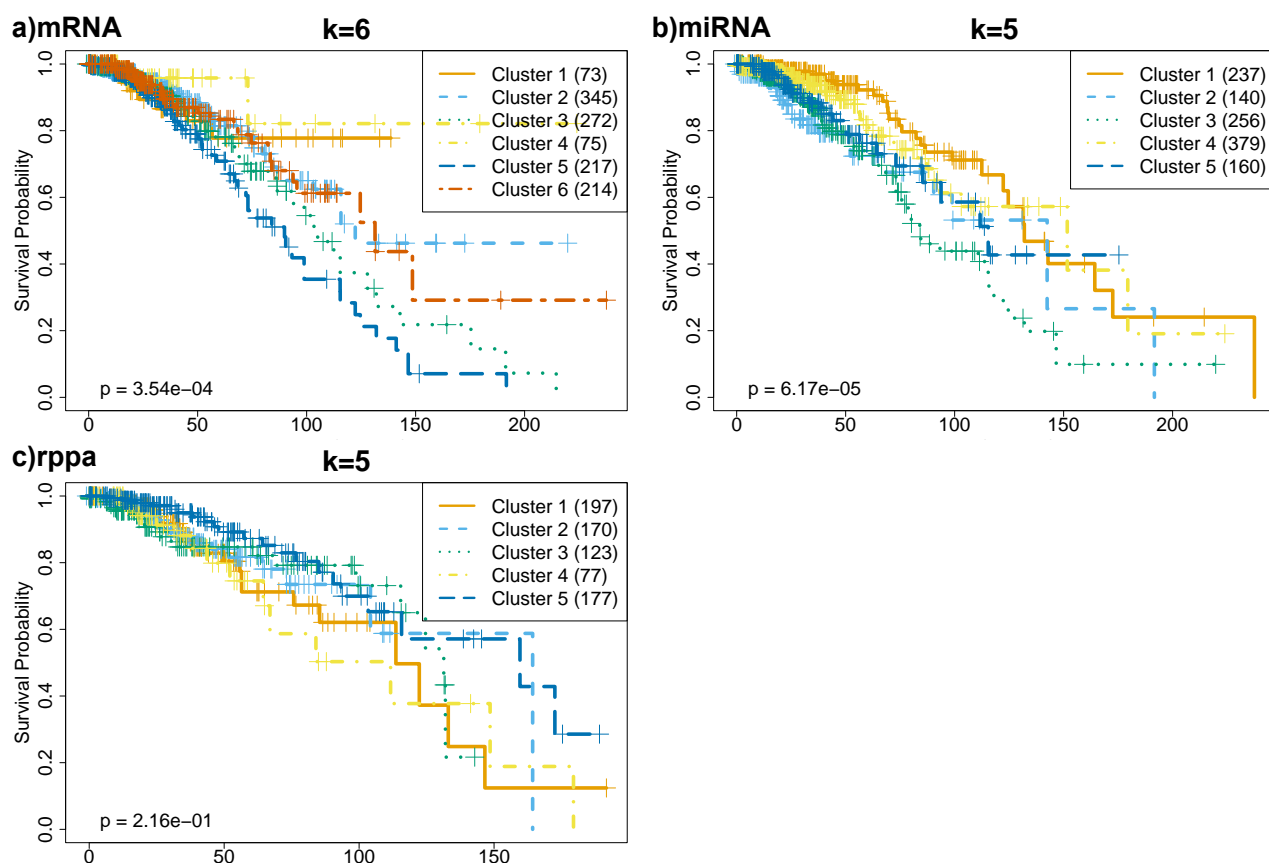 a)mRNA
k=6
Survival Probability
1.0
0.8
0.6
0.4
0.2
0.0
Cluster 1 (73)
Cluster 2 (345)
Cluster 3 (272)
Cluster 4 (75)
Cluster 5 (217)
Cluster 6 (214)
p = 3.54e−04
0 50 100 150 200
b)miRNA
k=5
Survival Probability
1.0
0.8
0.6
0.4
0.2
0.0
Cluster 1 (237)
Cluster 2 (140)
Cluster 3 (256)
Cluster 4 (379)
Cluster 5 (160)
p = 6.17e−05
0 50 100 150 200
c)rppa
k=5
Survival Probability
1.0
0.8
0.6
0.4
0.2
0.0
Cluster 1 (197)
Cluster 2 (170)
Cluster 3 (123)
Cluster 4 (77)
Cluster 5 (177)
p = 2.16e−01
0 50 100 150